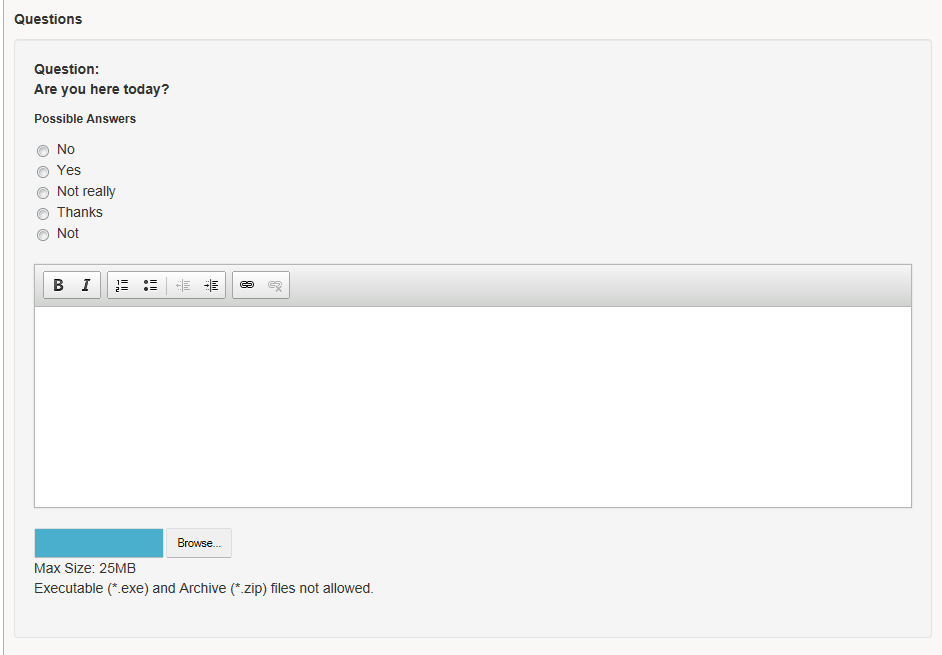 Questions
Question:
Are you here today?
Possible Answers
No
Yes
Not really
Thanks
Not
B I
Browse...
Max Size: 25MB
Executable (*.exe) and Archive (*.zip) files not allowed.